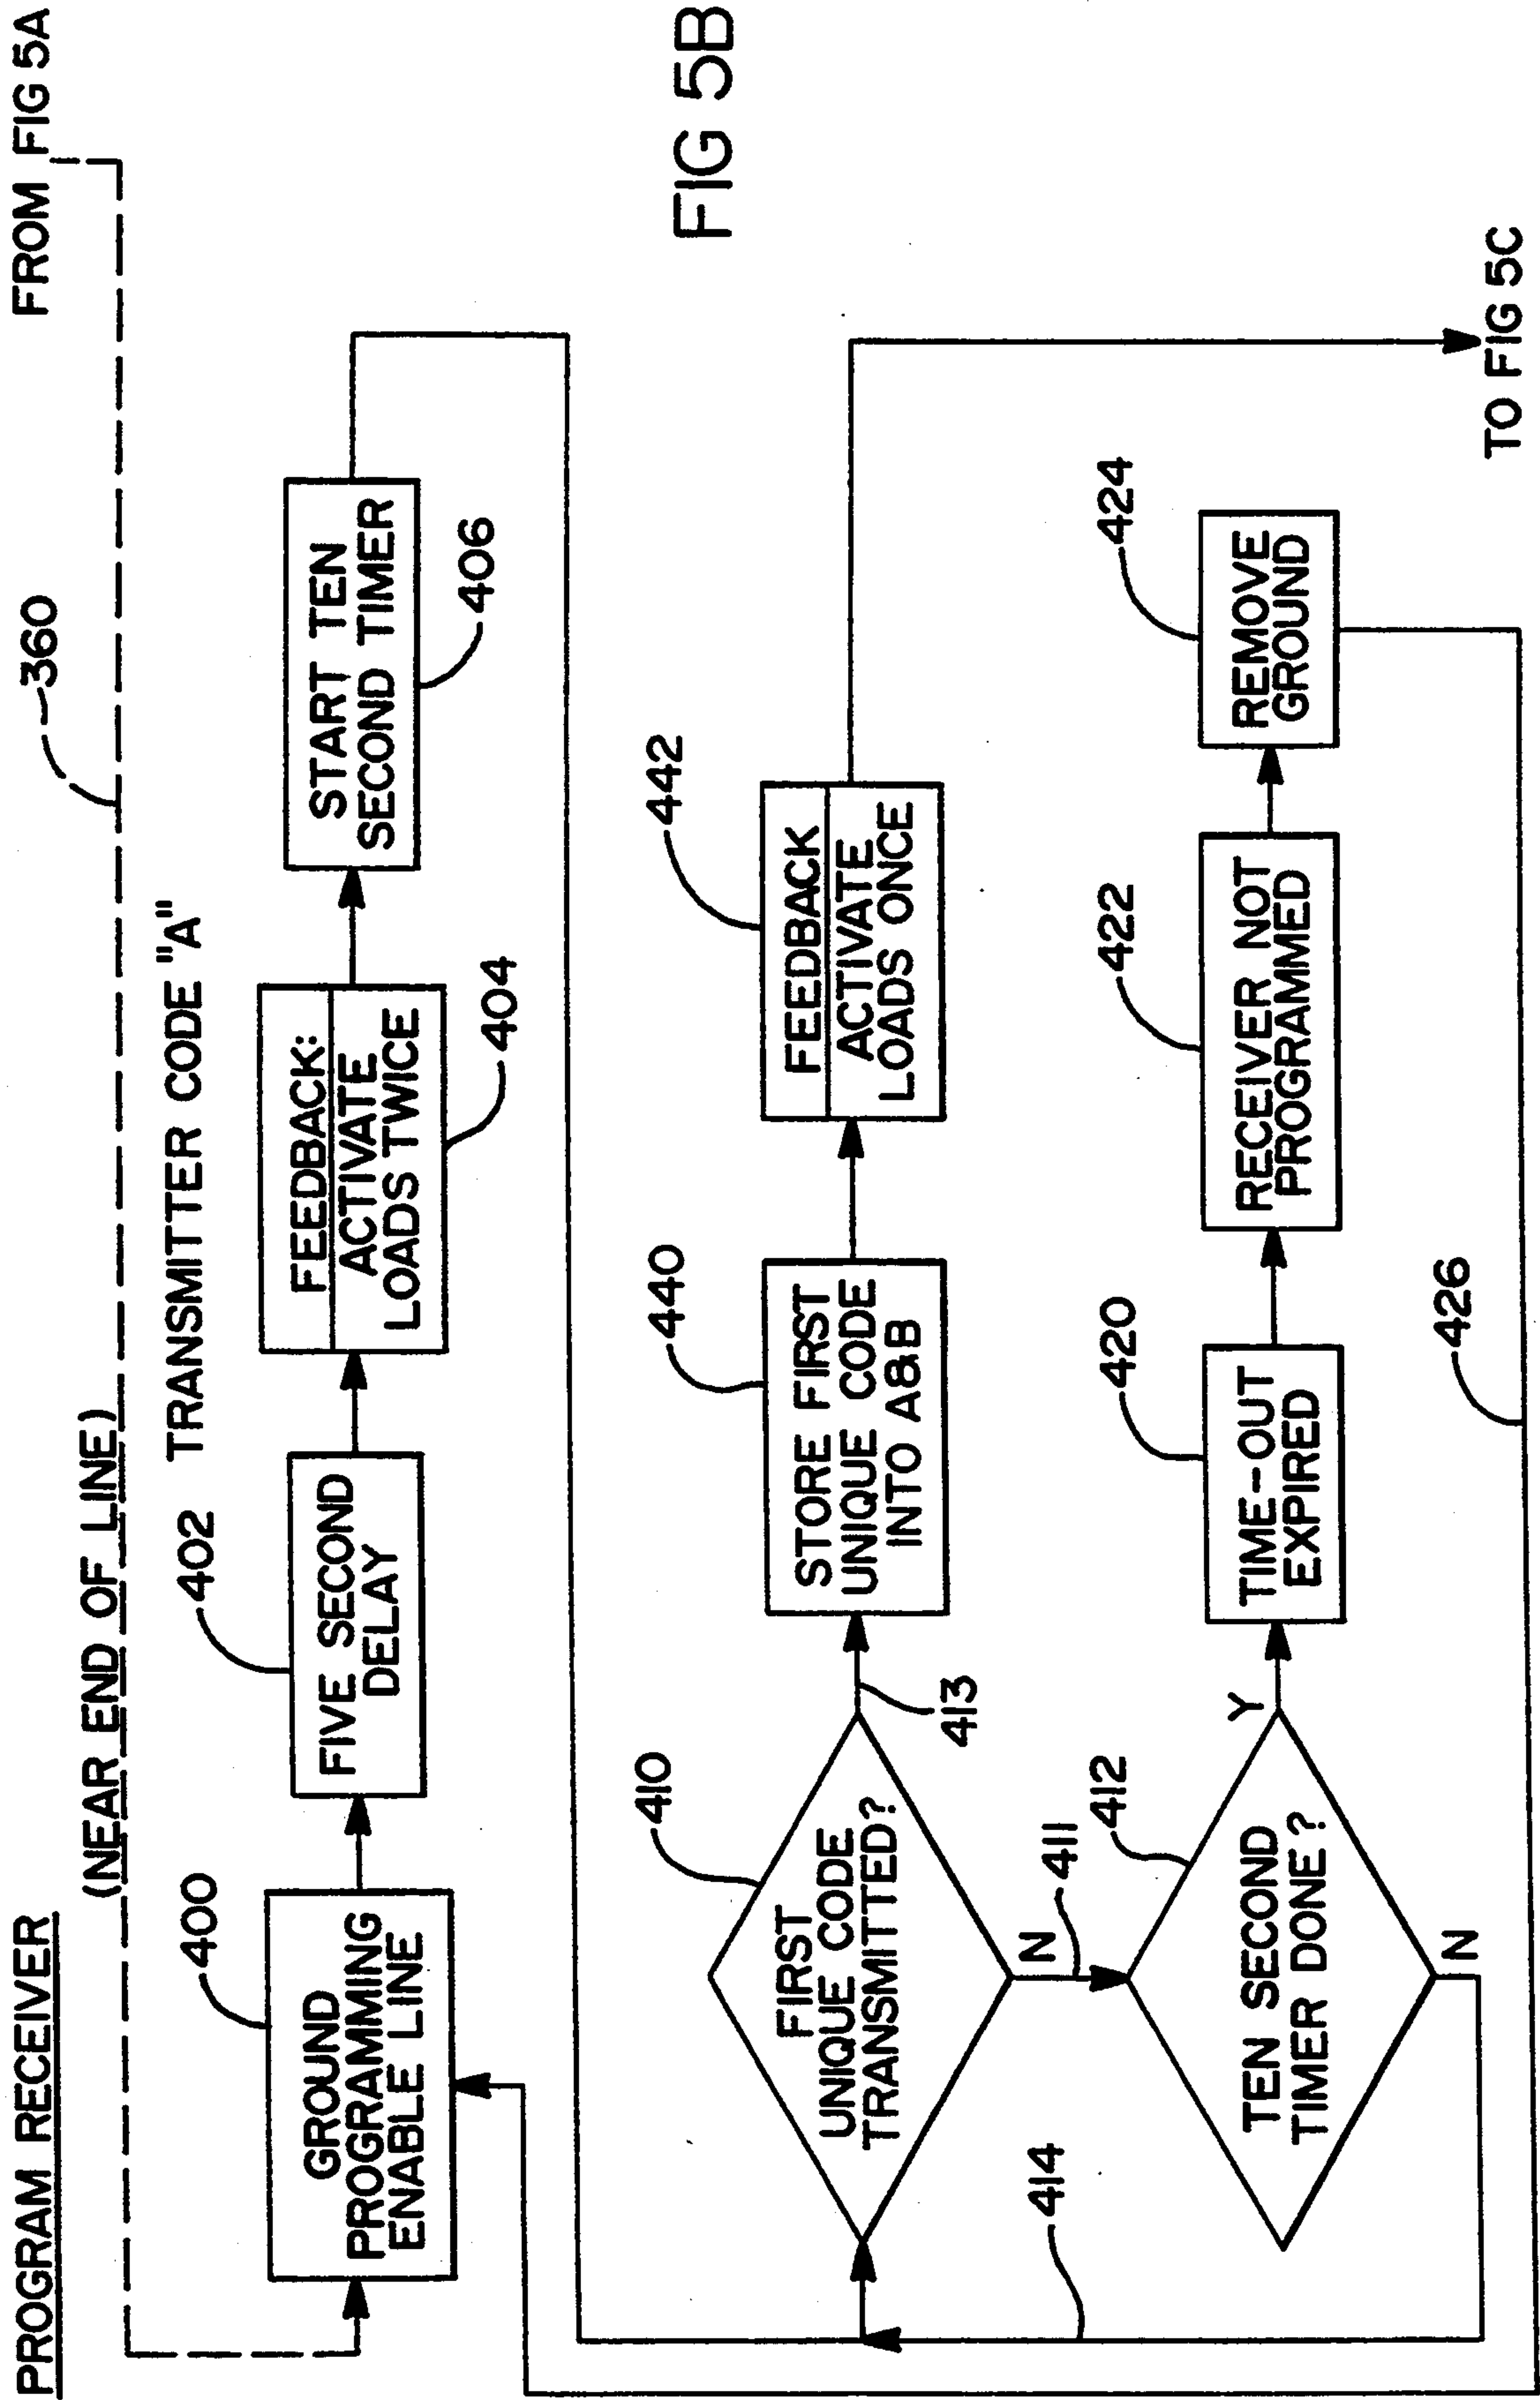 PROGRAM RECEIVER
FROM FIG 5A
360
(NEAR END OF LINE)
TRANSMITTER CODE "A"
400
GROUND
PROGRAMMING
ENABLE LINE
402
FIVE SECOND
DELAY
FEEDBACK:
ACTIVATE
LOADS TWICE
404
START TEN
SECOND TIMER
406
FIG 5B
410
FIRST
UNIQUE CODE
TRANSMITTED?
413
440
STORE FIRST
UNIQUE CODE
INTO A&B
442
FEEDBACK
ACTIVATE
LOADS ONCE
N
411
414
412
TEN SECOND
TIMER DONE?
Y
N
420
TIME-OUT
EXPIRED
422
RECEIVER NOT
PROGRAMMED
424
REMOVE
GROUND
426
TO FIG 5C